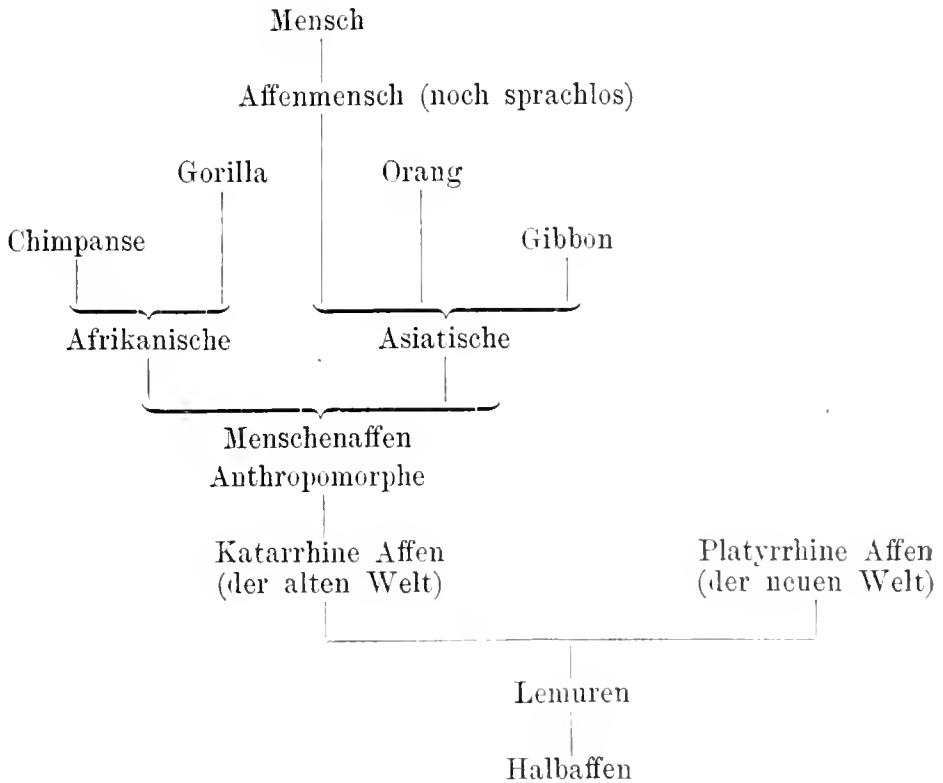 Mensch
Affenmensch (noch sprachlos)
Gorilla Orang
Chimpanse Gibbon
Afrikanische Asiatische
Menschenaffen
Anthropomorphe
Katarrhine Affen Platyrrhine Affen
(der alten Welt) (der neuen Welt)
Lemuren
Halbaffen